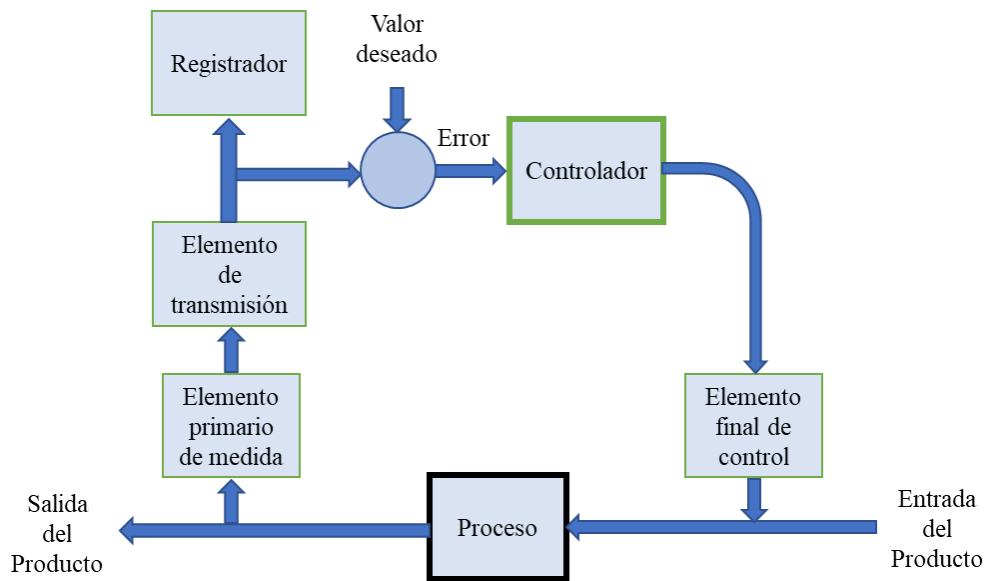 Registrador
Valor
deseado
Error
Controlador
Elemento
de
transmisión
Elemento
primario
de medida
Elemento
final de
control
Salida
del
Producto
Proceso
Entrada
del
Producto